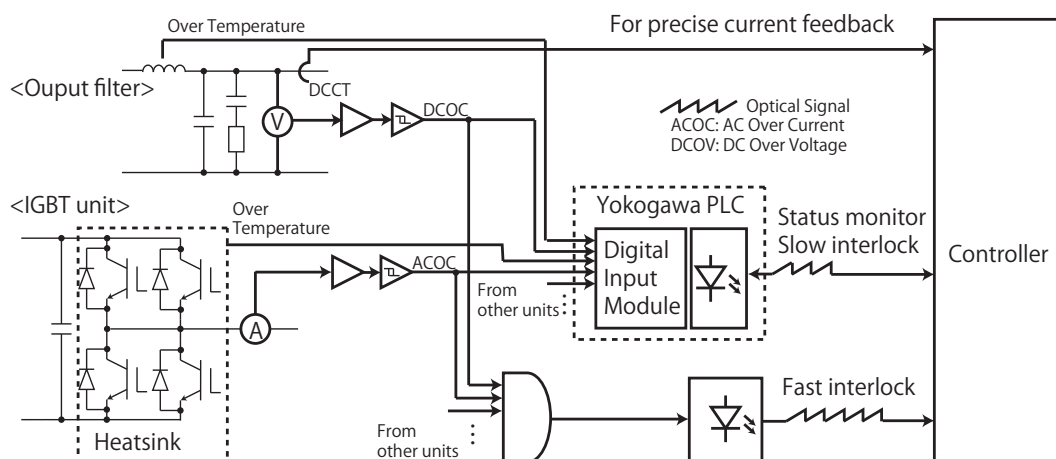 Over Temperature
For precise current feedback
Controller
<Ouput filter>
DCCT
V
DCOC
Optical Signal
ACOC: AC Over Current
DCOV: DC Over Voltage
<IGBT unit>
Over
Temperature
Yokogawa PLC
Digital
Input
Module
Status monitor
Slow interlock
ACOC
A
From
other units
Heatsink
From
other units
Fast interlock